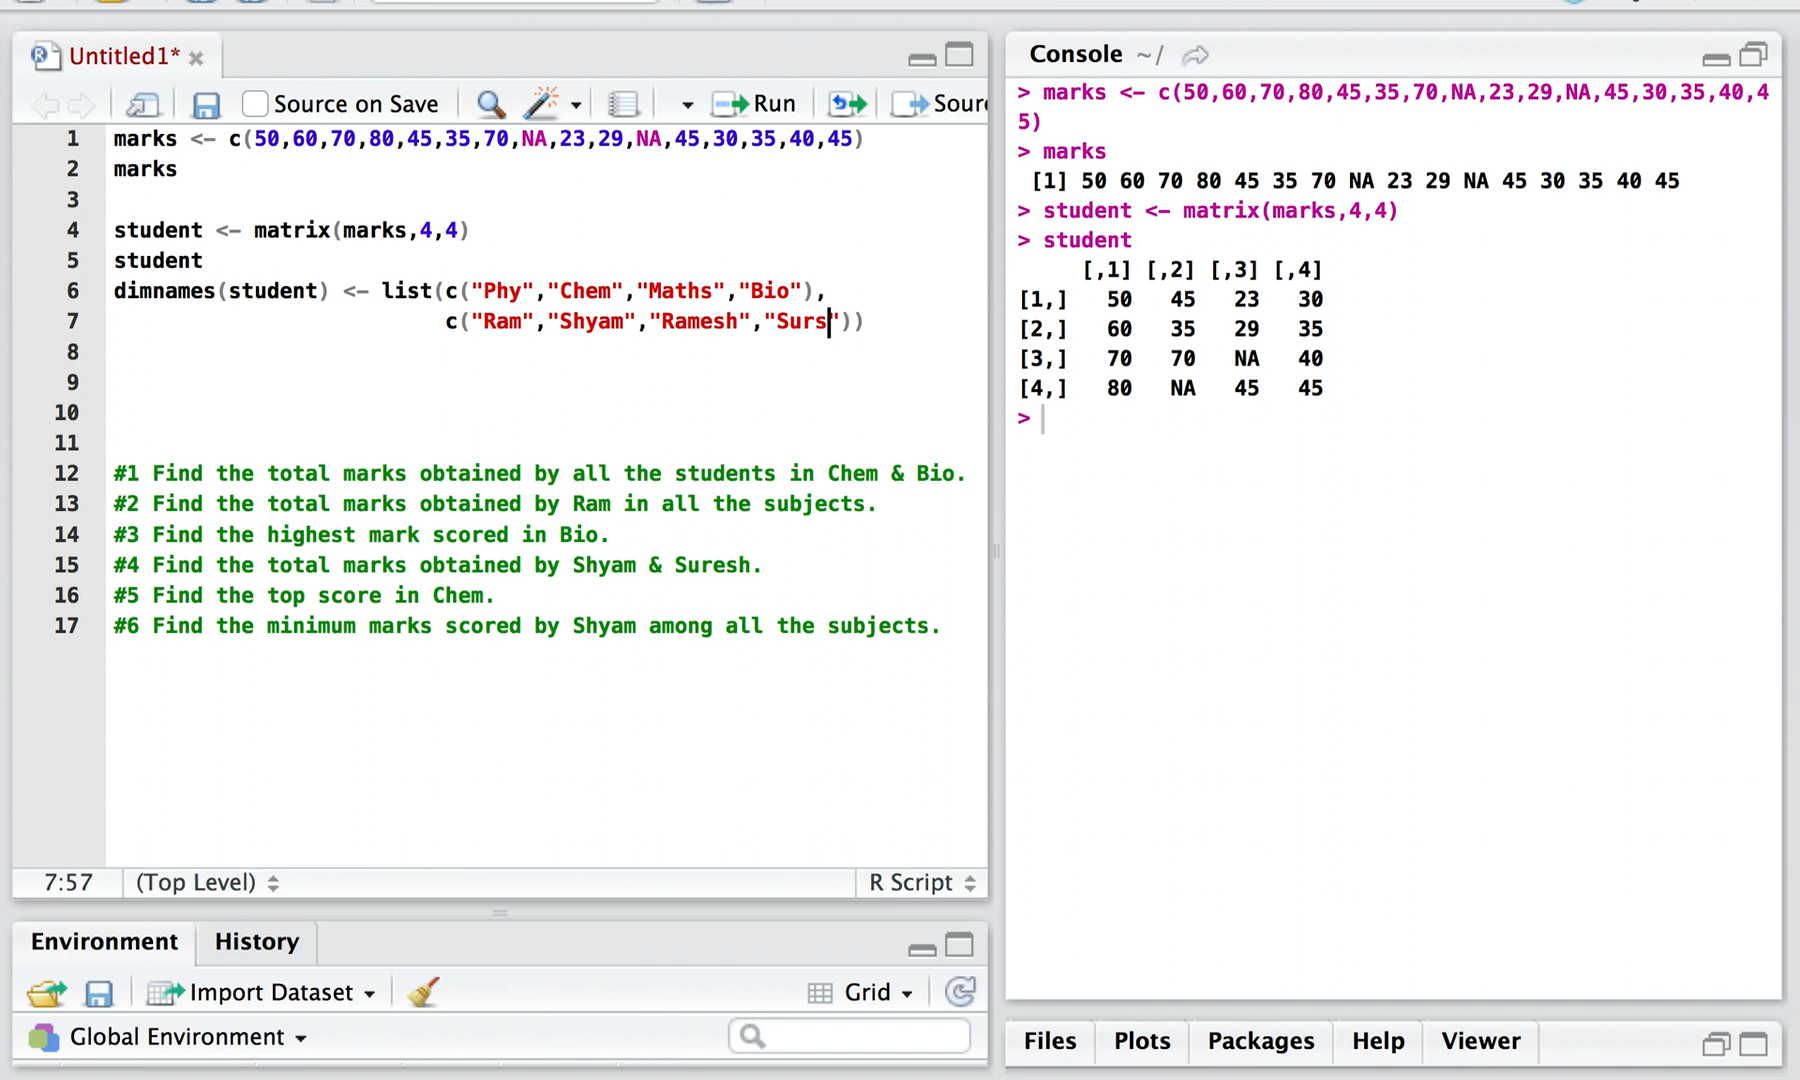 Untitled1*
Source on Save
Run
Sour
1 marks <- c(50,60,70,80,45,35,70,NA,23,29,NA,45,30,35,40,45)
2 marks
3
4 student <- matrix(marks,4,4)
5 student
6 dimnames(student) <- list(c("Phy","Chem","Maths","Bio"),
7 c("Ram","Shyam","Ramesh","Surs"))
8
9
10
11
12 #1 Find the total marks obtained by all the students in Chem & Bio.
13 #2 Find the total marks obtained by Ram in all the subjects.
14 #3 Find the highest mark scored in Bio.
15 #4 Find the total marks obtained by Shyam & Suresh.
16 #5 Find the top score in Chem.
17 #6 Find the minimum marks scored by Shyam among all the subjects.
7:57 (Top Level) R Script
Environment History
Import Dataset Grid
Global Environment
Console ~/
> marks <- c(50,60,70,80,45,35,70,NA,23,29,NA,45,30,35,40,4
5)
> marks
[1] 50 60 70 80 45 35 70 NA 23 29 NA 45 30 35 40 45
> student <- matrix(marks,4,4)
> student
[,1] [,2] [,3] [,4]
[1,] 50 45 23 30
[2,] 60 35 29 35
[3,] 70 70 NA 40
[4,] 80 NA 45 45
>
Files Plots Packages Help Viewer